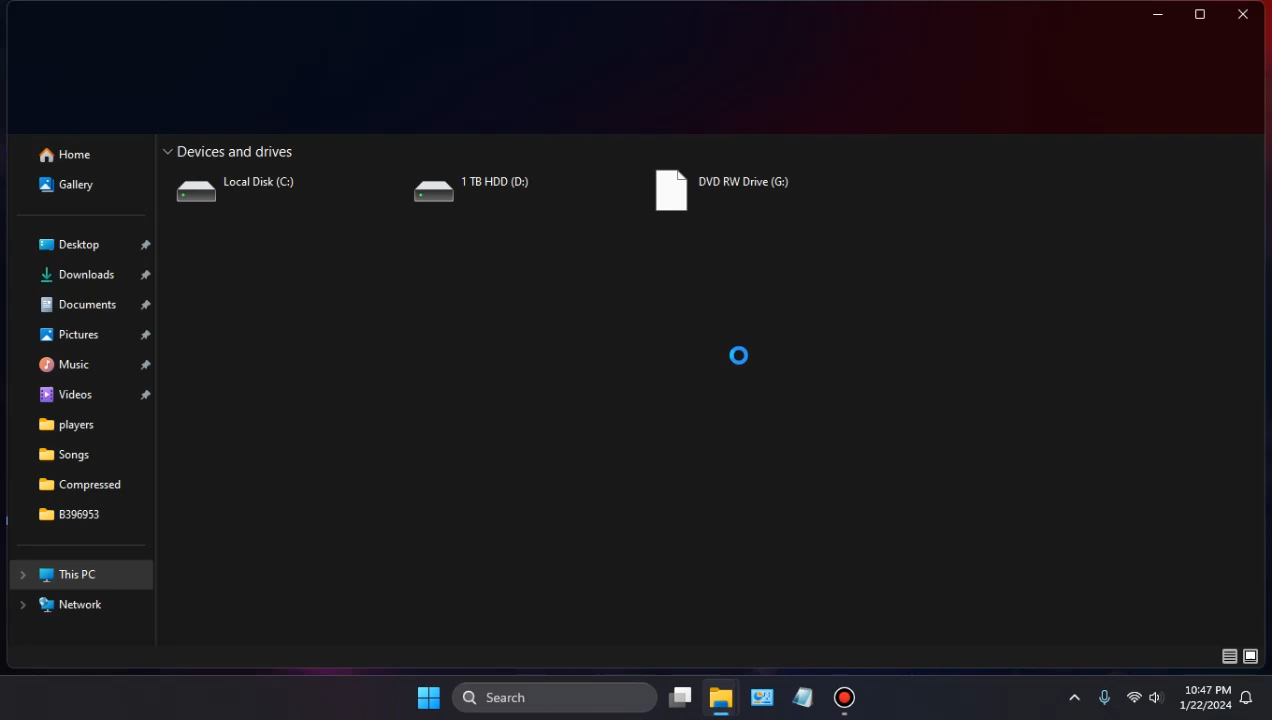 Home
Gallery
Desktop
Downloads
Documents
Pictures
Music
Videos
players
Songs
Compressed
B396953
This PC
Network
Devices and drives
Local Disk (C:)
1 TB HDD (D:)
DVD RW Drive (G:)
Search
10:47 PM
1/22/2024